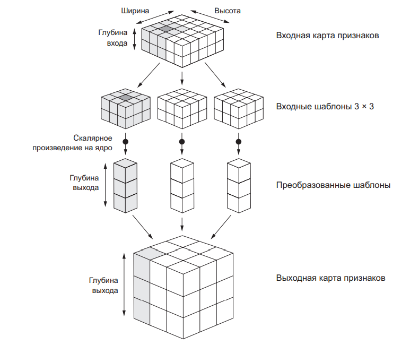 Ширина
Высота
Глубина
входа
Входная карта признаков
Входные шаблоны 3 × 3
Скалярное
произведение на ядро
Глубина
выхода
Преобразованные шаблоны
Глубина
выхода
Выходная карта признаков